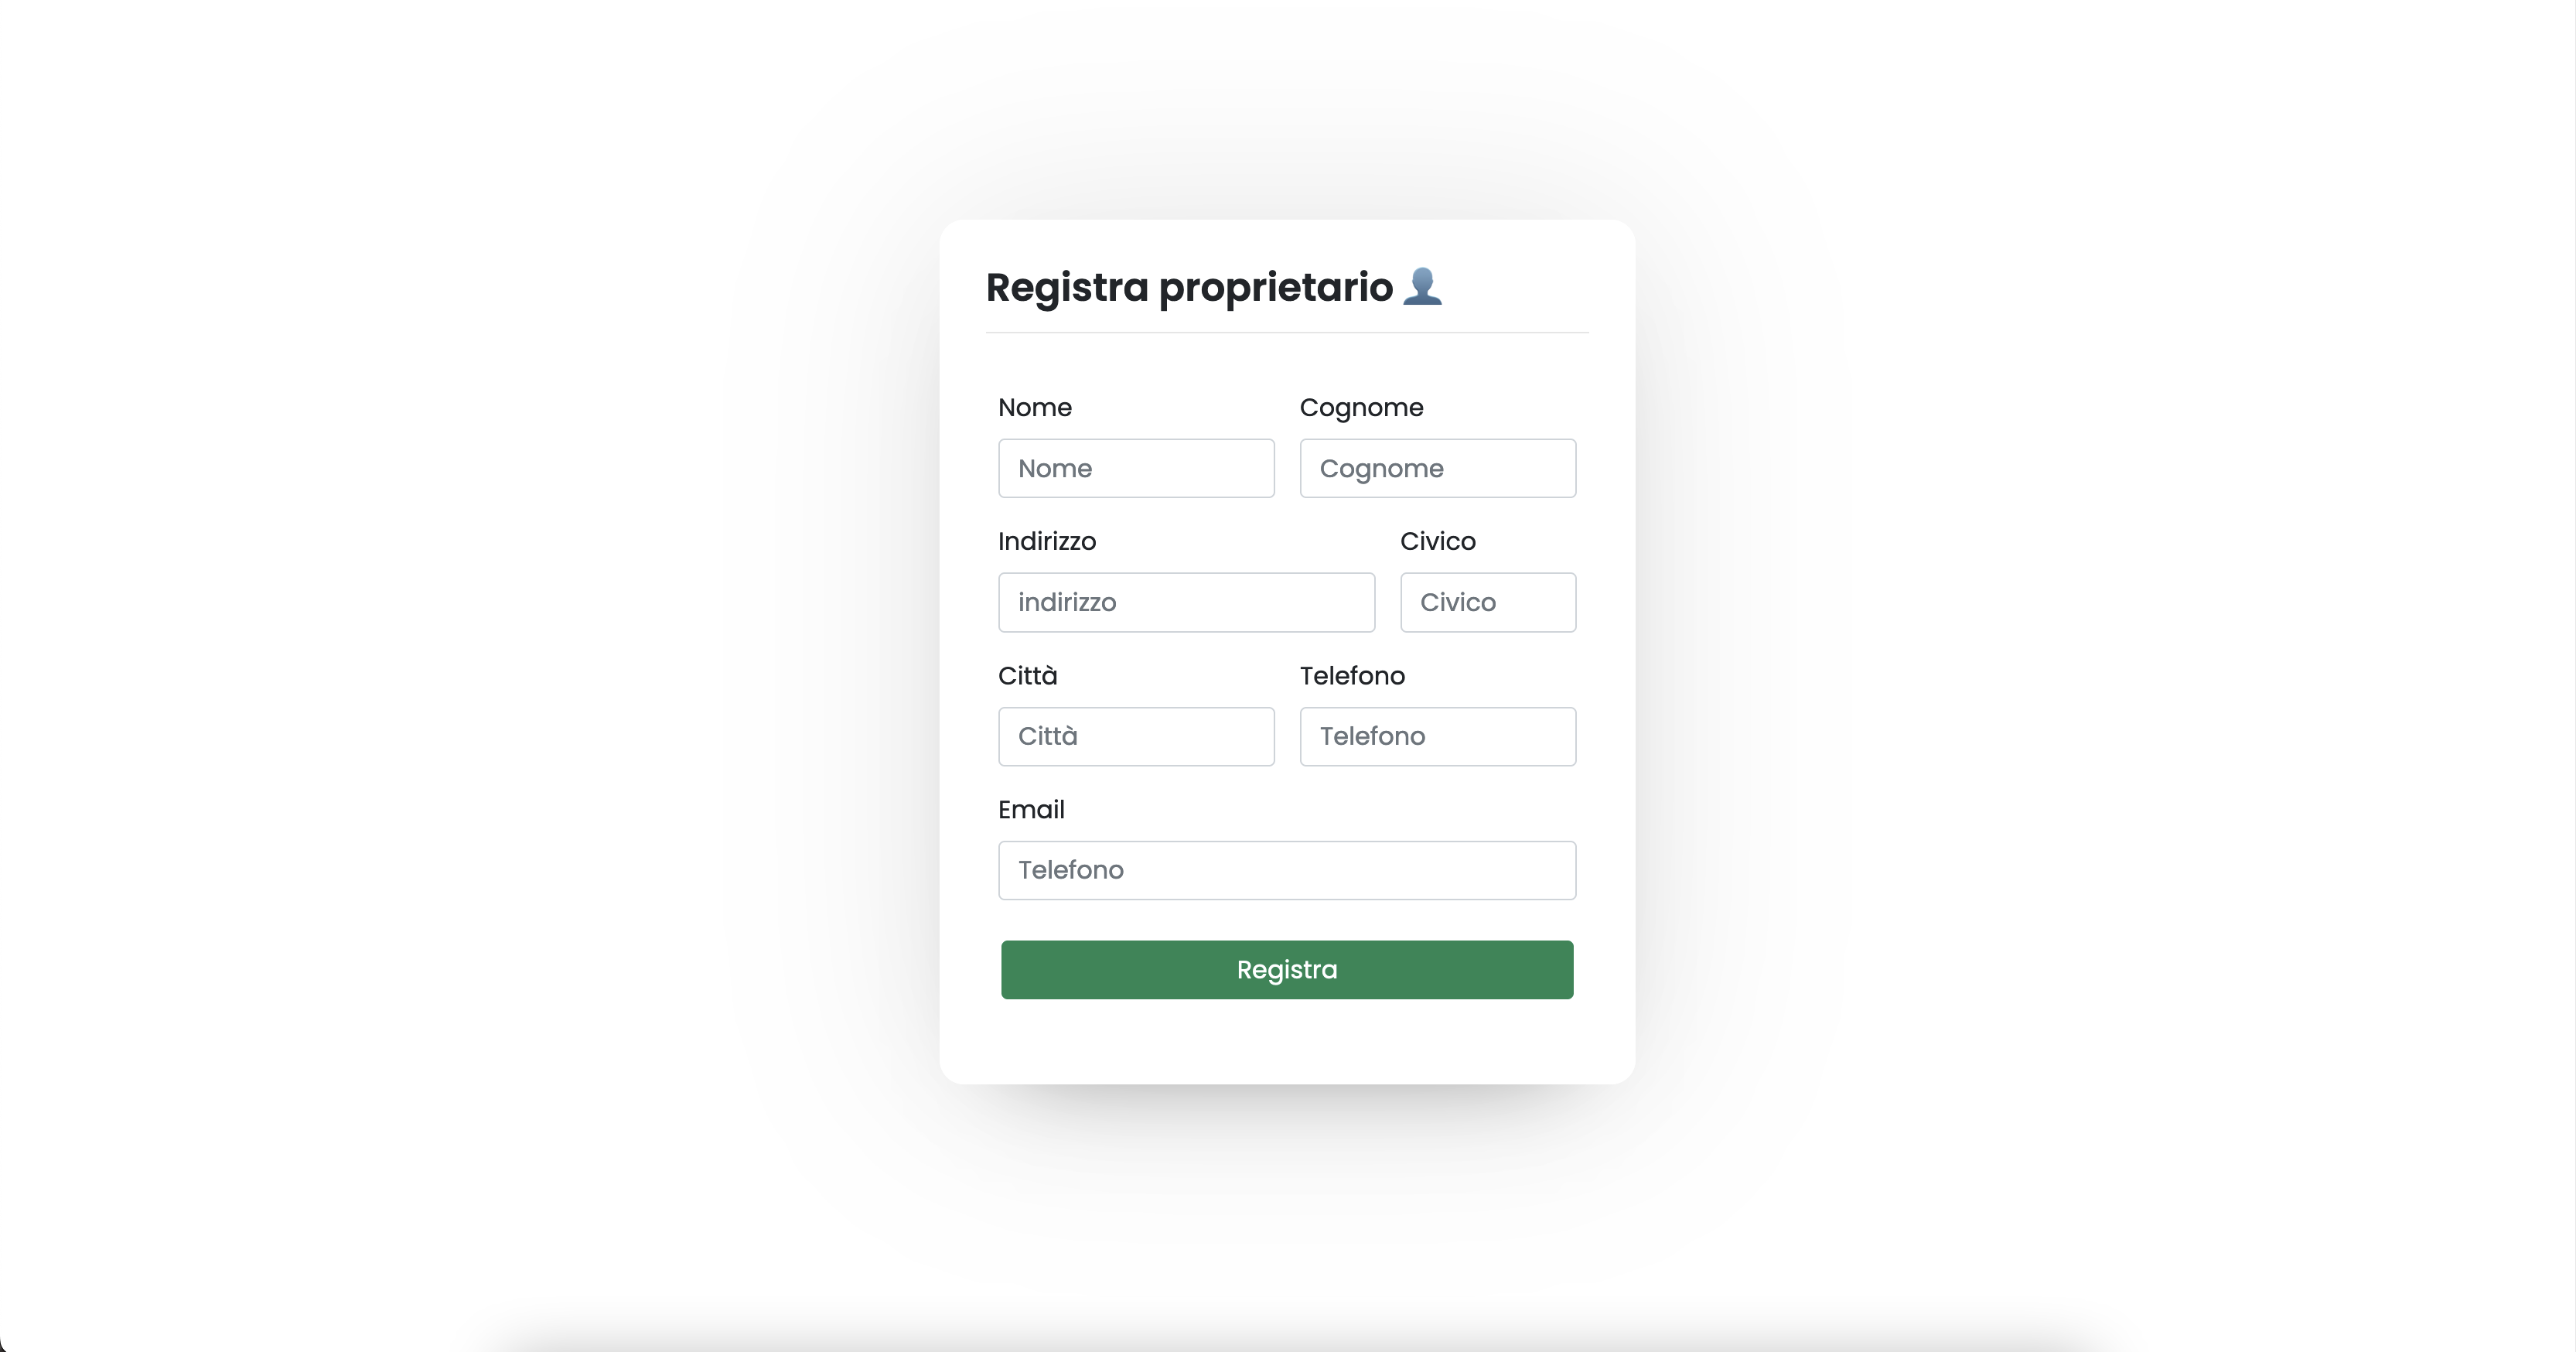 Registra proprietario 👤
Nome Cognome
Nome Cognome
Indirizzo Civico
indirizzo Civico
Città Telefono
Città Telefono
Email
Telefono
Registra